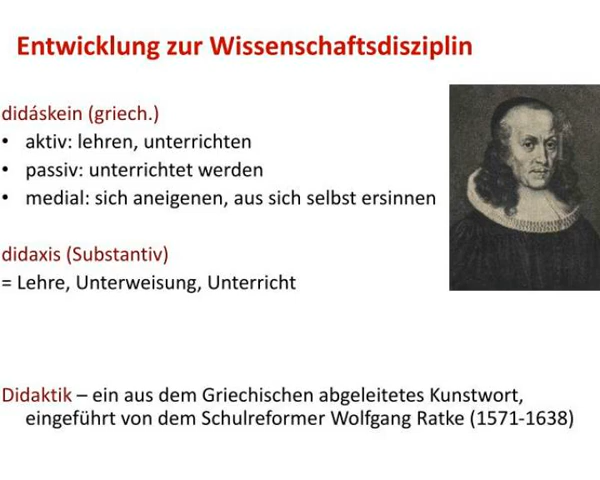 Entwicklung zur Wissenschaftsdisziplin
didáskein (griech.)
• aktiv: lehren, unterrichten
• passiv: unterrichtet werden
• medial: sich aneigenen, aus sich selbst ersinnen
didaxis (Substantiv)
= Lehre, Unterweisung, Unterricht
Didaktik – ein aus dem Griechischen abgeleitetes Kunstwort,
eingeführt von dem Schulreformer Wolfgang Ratke (1571-1638)